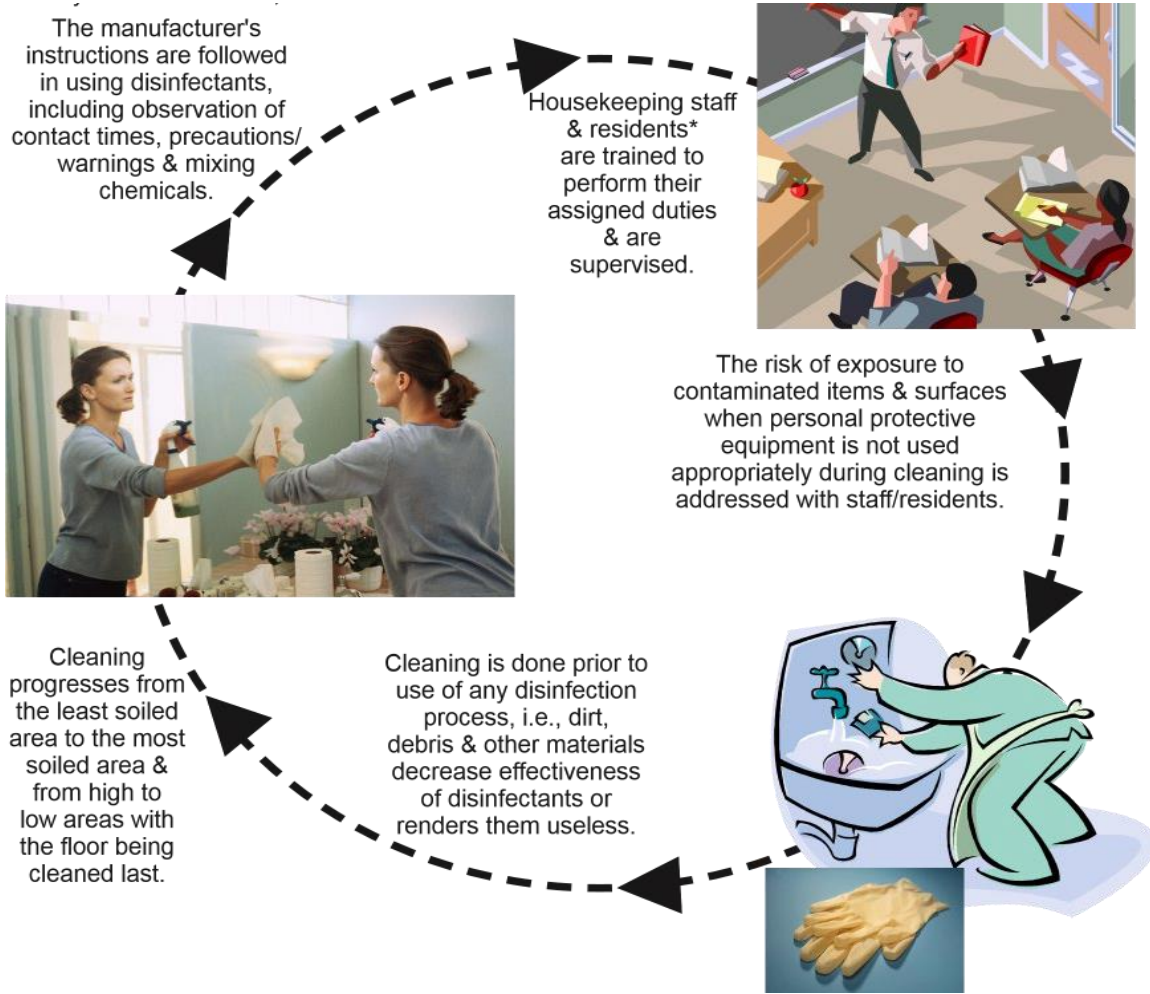 The manufacturer's
instructions are followed
in using disinfectants,
including observation of
contact times, precautions/
warnings & mixing
chemicals.
Housekeeping staff
& residents*
are trained to
perform their
assigned duties
& are
supervised.
The risk of exposure to
contaminated items & surfaces
when personal protective
equipment is not used
appropriately during cleaning is
addressed with staff/residents.
Cleaning is done prior to
use of any disinfection
process, i.e., dirt,
debris & other materials
decrease effectiveness
of disinfectants or
renders them useless.
Cleaning
progresses from
the least soiled
area to the most
soiled area &
from high to
low areas with
the floor being
cleaned last.